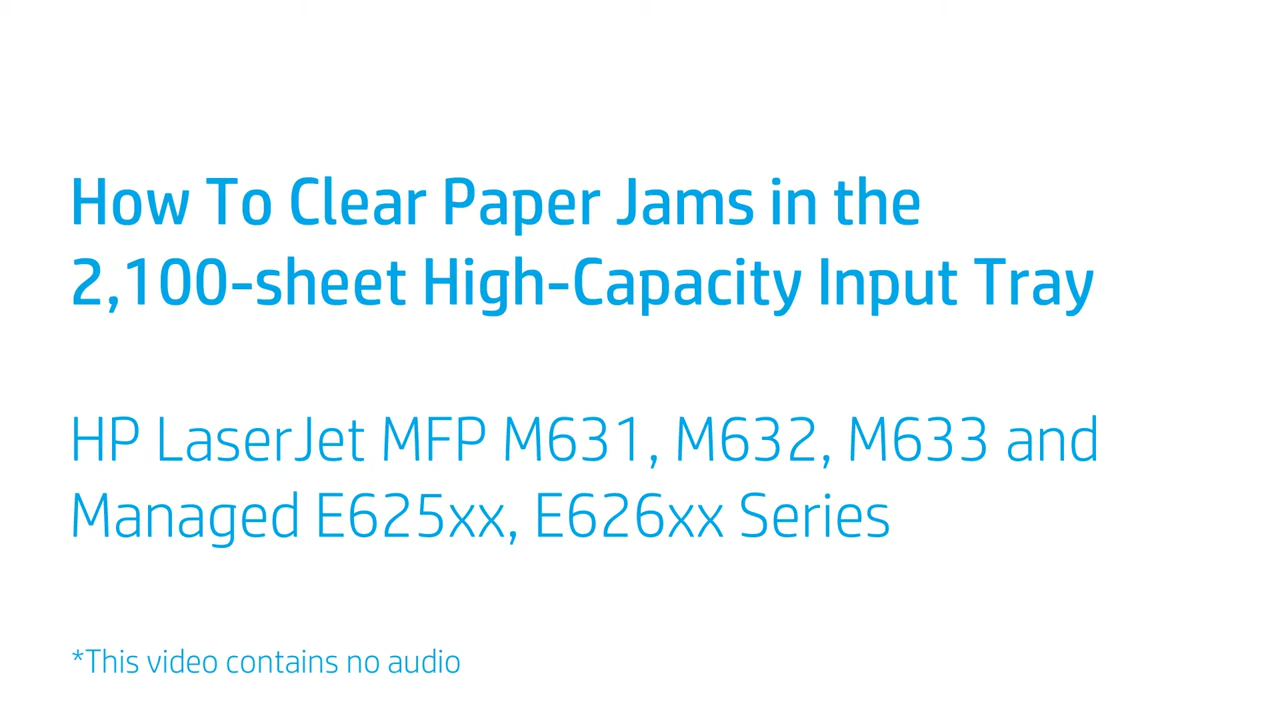 How To Clear Paper Jams in the
2,100-sheet High-Capacity Input Tray
HP LaserJet MFP M631, M632, M633 and
Managed E625xx, E626xx Series
*This video contains no audio